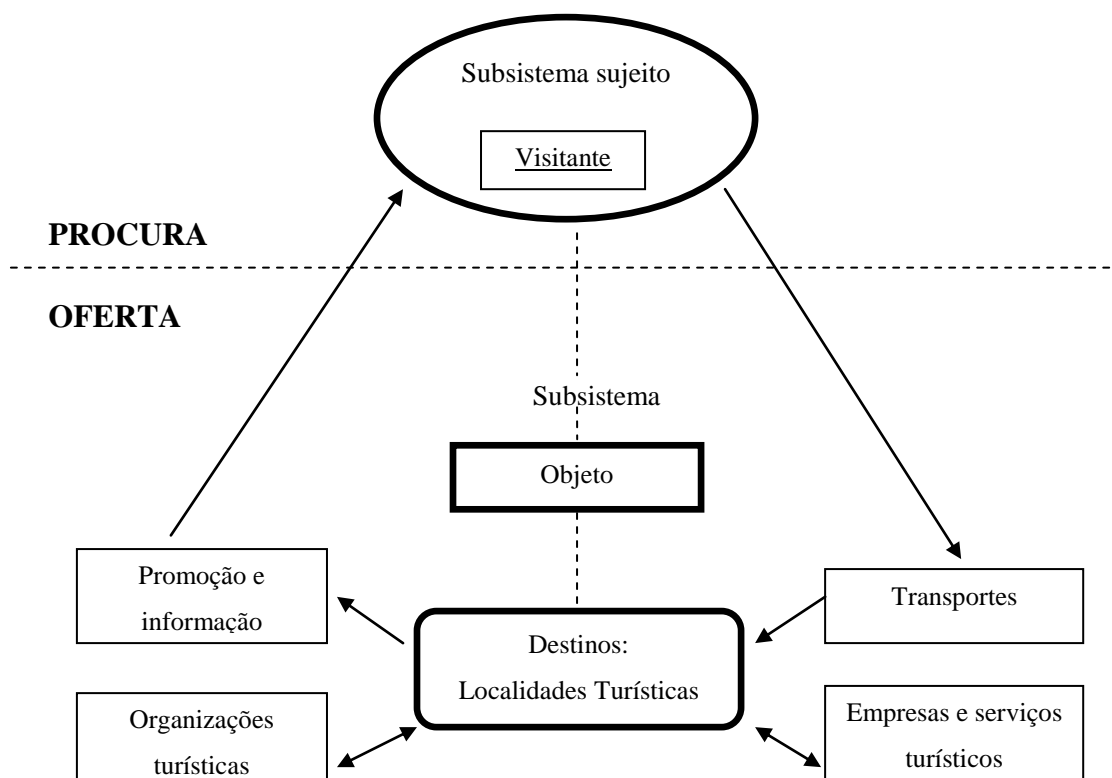 Subsistema sujeito
Visitante
PROCURA
OFERTA
Subsistema
Objeto
Promoção e
informação
Transportes
Destinos:
Localidades Turísticas
Organizações
turísticas
Empresas e serviços
turísticos